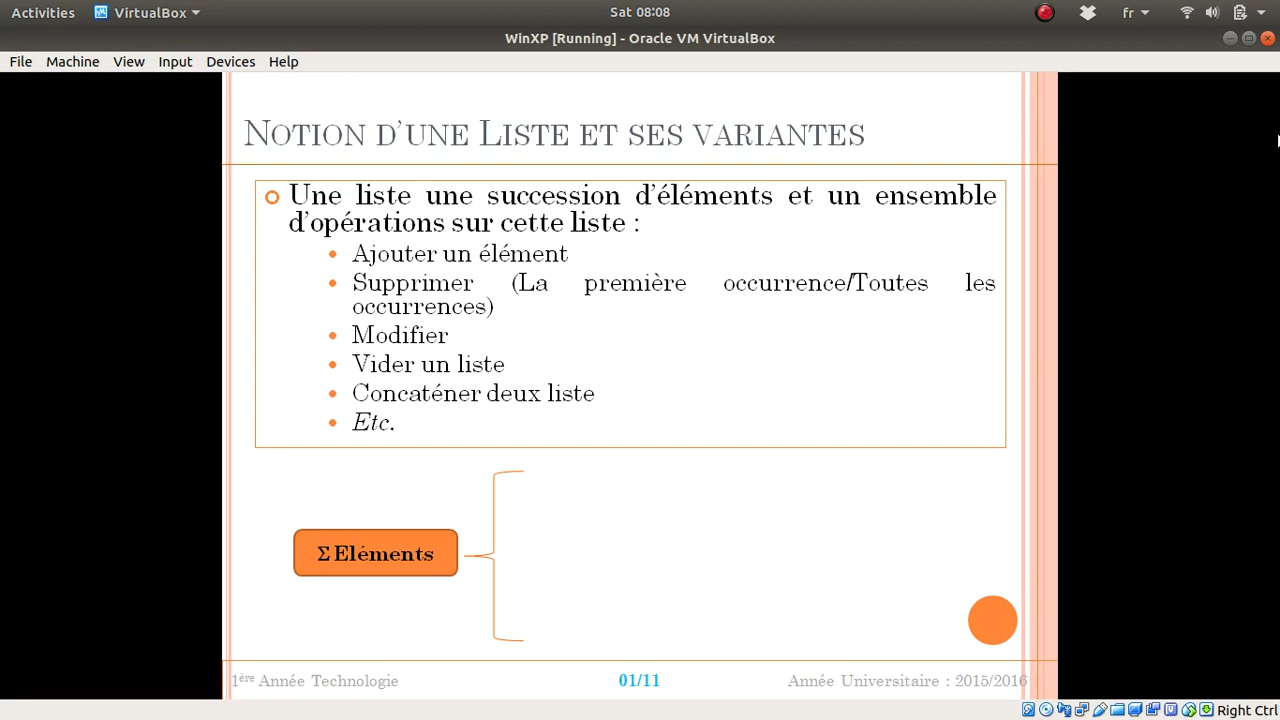 Activities VirtualBox Sat 08:08 fr
WinXP [Running] - Oracle VM VirtualBox
File Machine View Input Devices Help
Notion d'une Liste et ses variantes
Une liste une succession d'éléments et un ensemble
d'opérations sur cette liste :
Ajouter un élément
Supprimer (La première occurrence/Toutes les
occurrences)
Modifier
Vider un liste
Concaténer deux liste
Etc.
Σ Eléments
1ère Année Technologie 01/11 Année Universitaire : 2015/2016
Right Ctrl